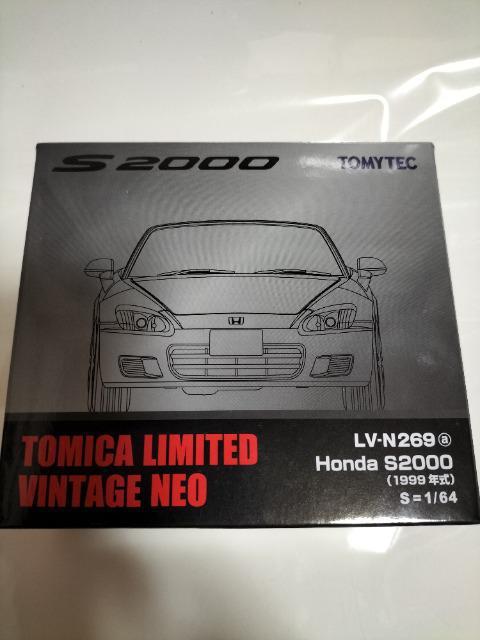 S2000
TOMYTEC
TOMICA LIMITED
VINTAGE NEO
LV-N269ⓐ
Honda S2000
(1999年式)
S=1/64